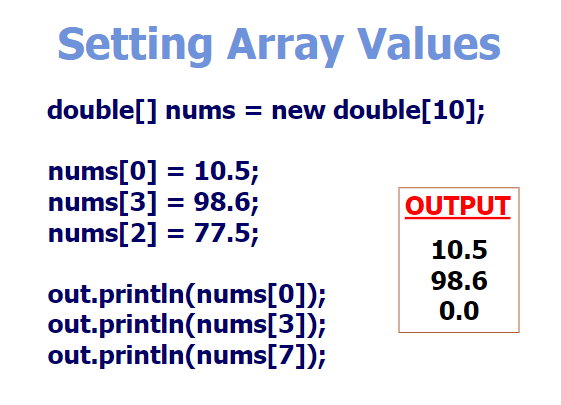 Setting Array Values
double[] nums = new double[10];
nums[0] = 10.5;
nums[3] = 98.6;
nums[2] = 77.5;
out.println(nums[0]);
out.println(nums[3]);
out.println(nums[7]);
OUTPUT
10.5
98.6
0.0